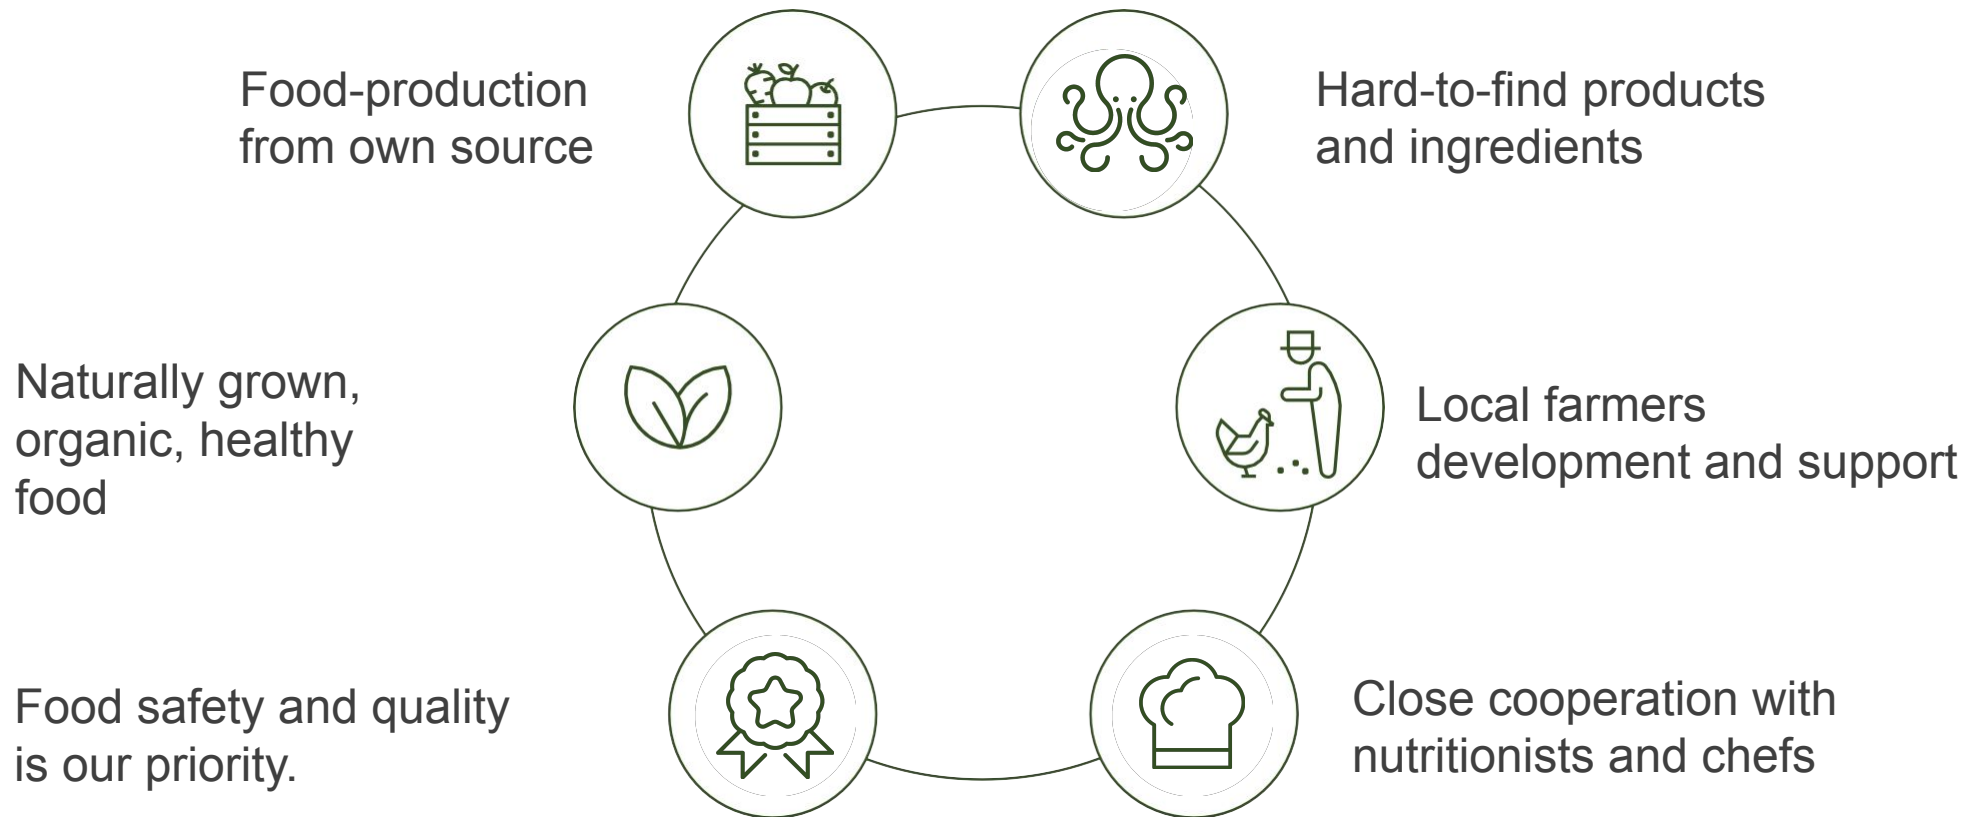 Food-production
from own source
Hard-to-find products
and ingredients
Naturally grown,
organic, healthy
food
Local farmers
development and support
Food safety and quality
is our priority.
Close cooperation with
nutritionists and chefs